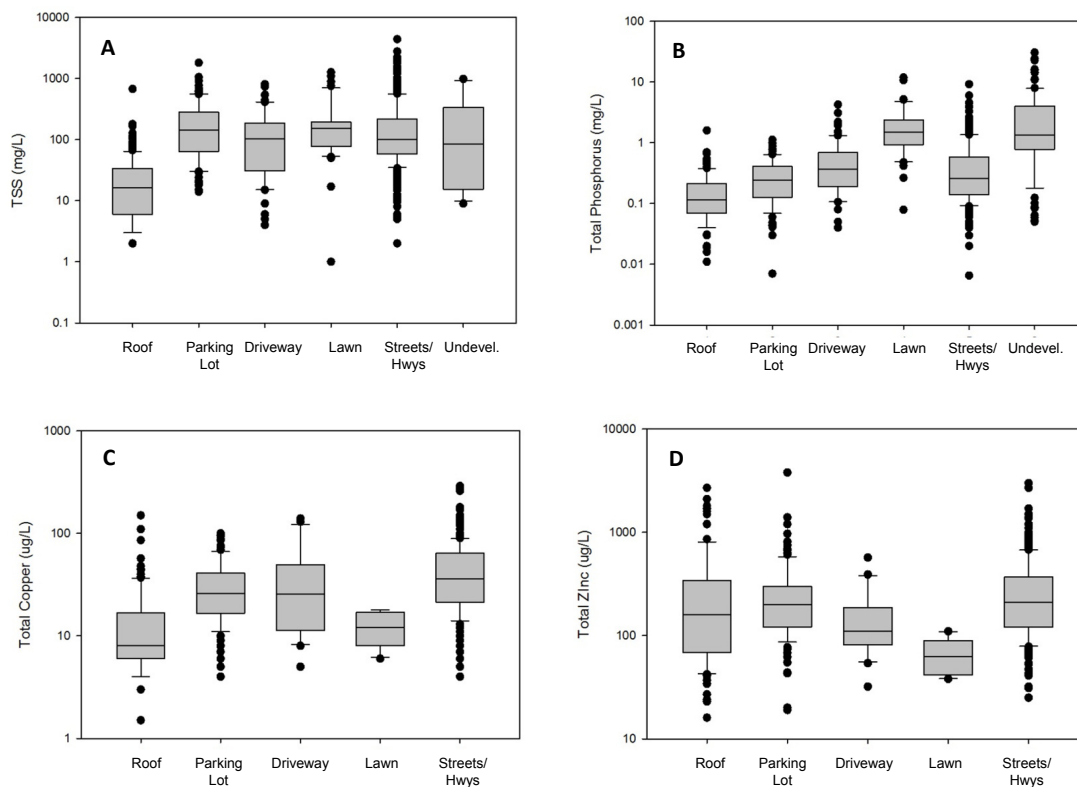 A
TSS (mg/L)
10000
1000
100
10
1
0.1
Roof
Parking
Lot
Driveway
Lawn
Streets/
Hwys
Undevel.
B
Total Phosphorus (mg/L)
100
10
1
0.1
0.01
0.001
Roof
Parking
Lot
Driveway
Lawn
Streets/
Hwys
Undevel.
C
Total Copper (ug/L)
1000
100
10
1
Roof
Parking
Lot
Driveway
Lawn
Streets/
Hwys
D
Total ZInc (ug/L)
10000
1000
100
10
Roof
Parking
Lot
Driveway
Lawn
Streets/
Hwys